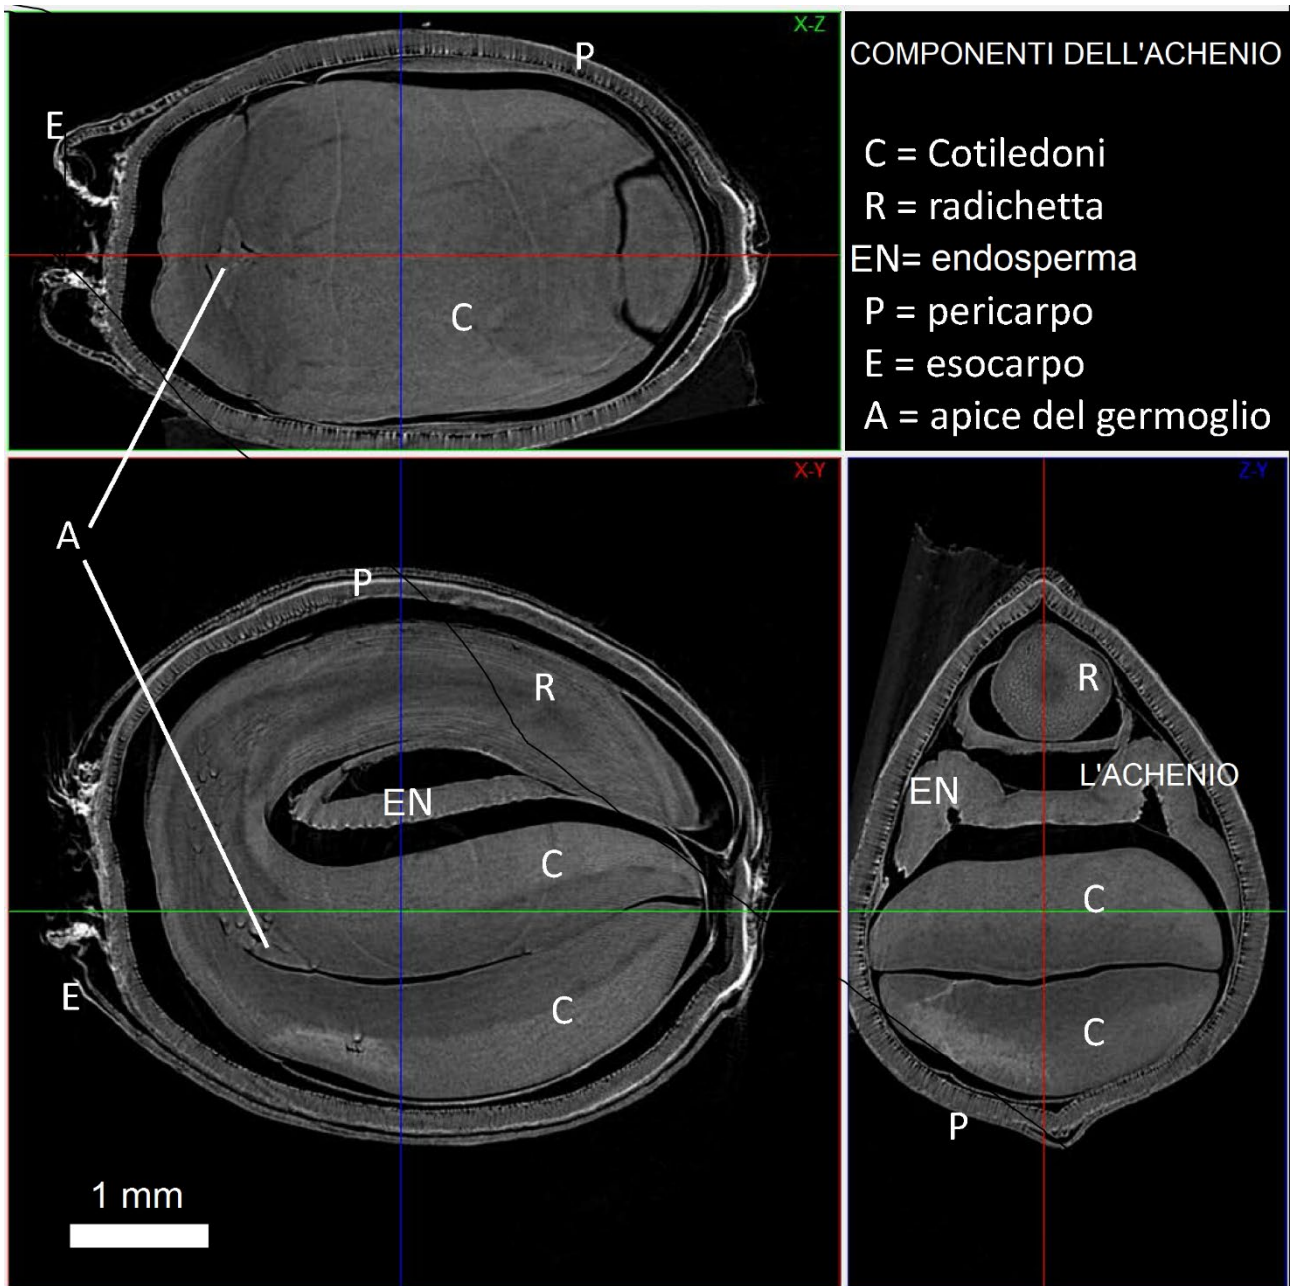 X-Z
P
E
C
COMPONENTI DELL'ACHENIO
C = Cotiledoni
R = radichetta
EN= endosperma
P = pericarpo
E = esocarpo
A = apice del germoglio
A
X-Y
P
R
EN
C
C
E
1 mm
Z-Y
R
L'ACHENIO
EN
C
C
P